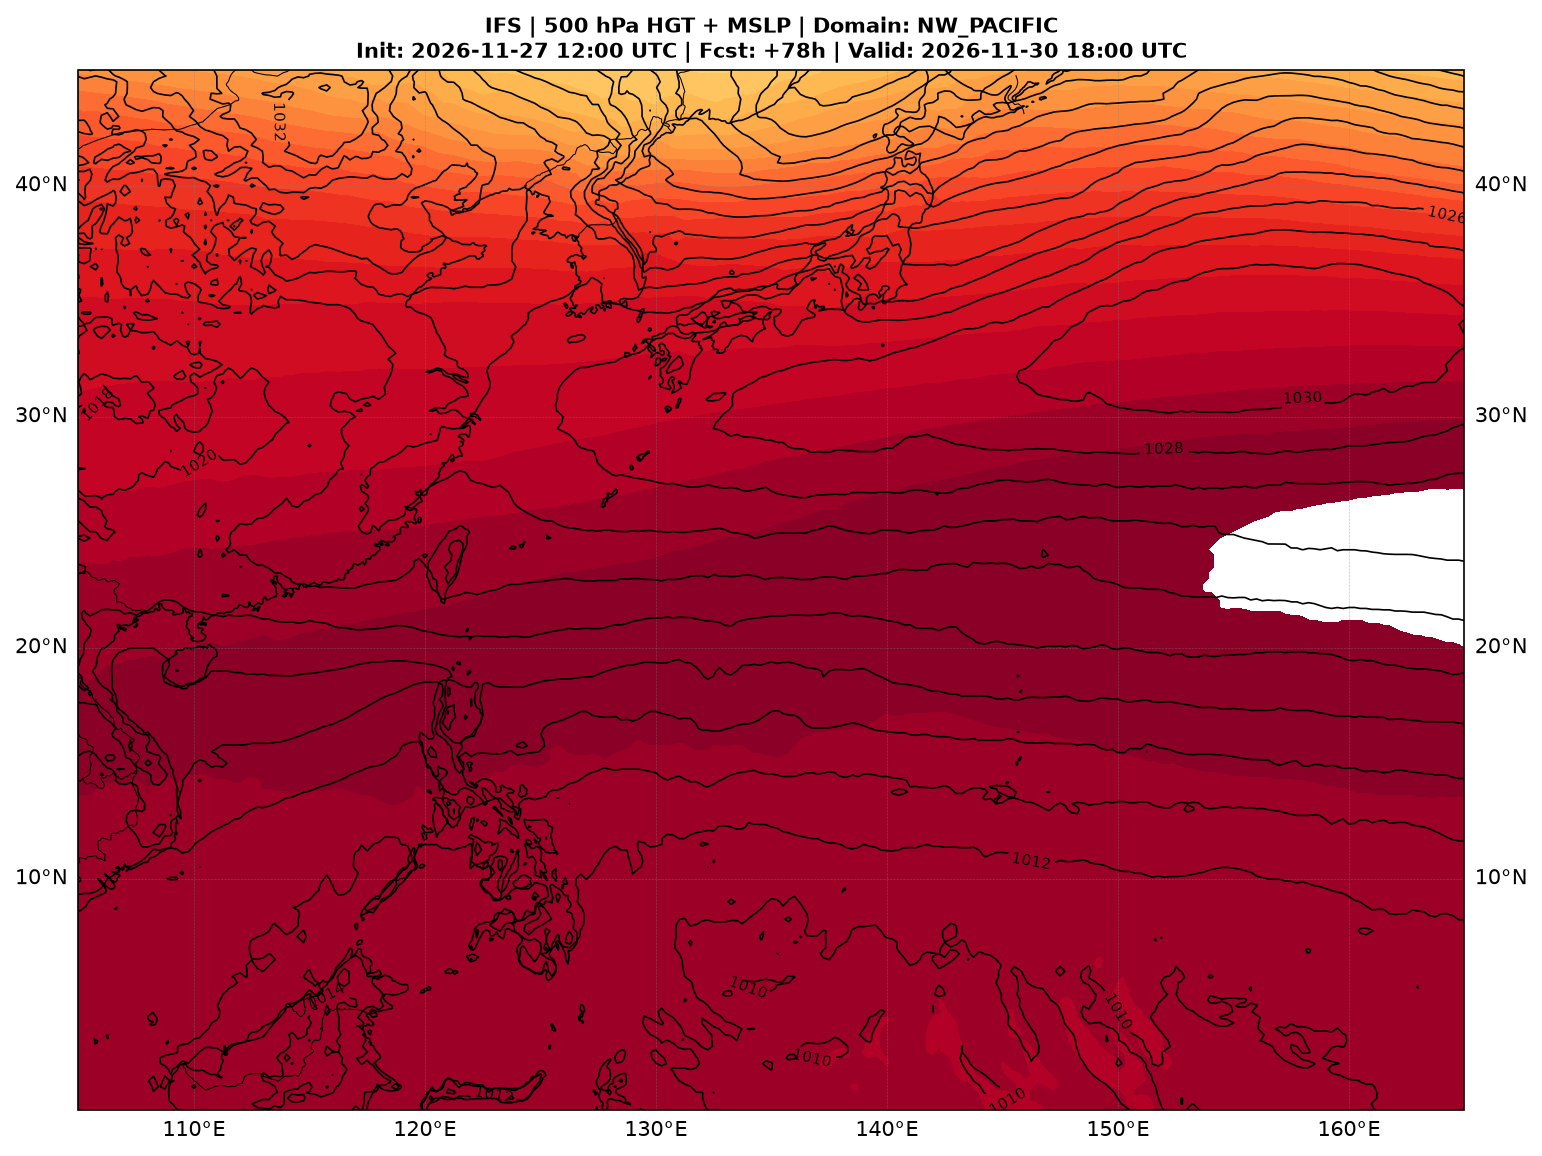 IFS | 500 hPa HGT + MSLP | Domain: NW_PACIFIC
Init: 2026-11-27 12:00 UTC | Fcst: +78h | Valid: 2026-11-30 18:00 UTC
1032
40°N
40°N
1026
1018
1030
30°N
30°N
1028
1020
20°N
20°N
1012
10°N
10°N
1014
1010
1010
1010
1010
110°E
120°E
130°E
140°E
150°E
160°E